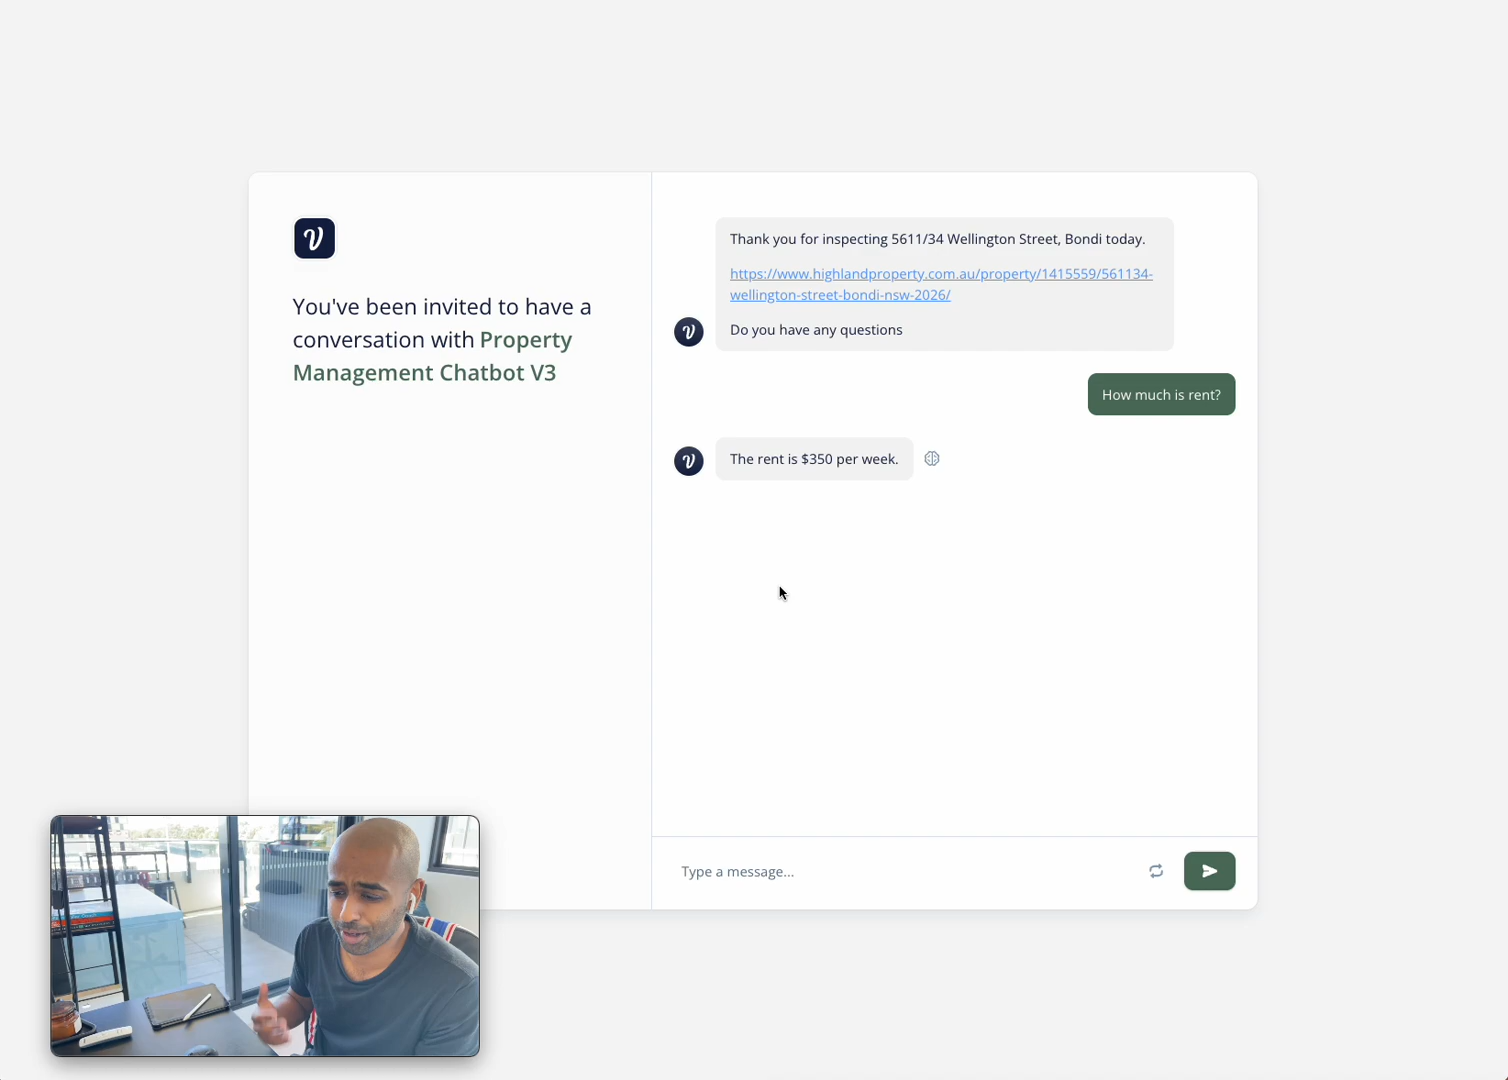 You've been invited to have a
conversation with Property
Management Chatbot V3
Thank you for inspecting 5611/34 Wellington Street, Bondi today.
https://www.highlandproperty.com.au/property/1415559/561134-
wellington-street-bondi-nsw-2026/
Do you have any questions
How much is rent?
The rent is $350 per week.
Type a message...